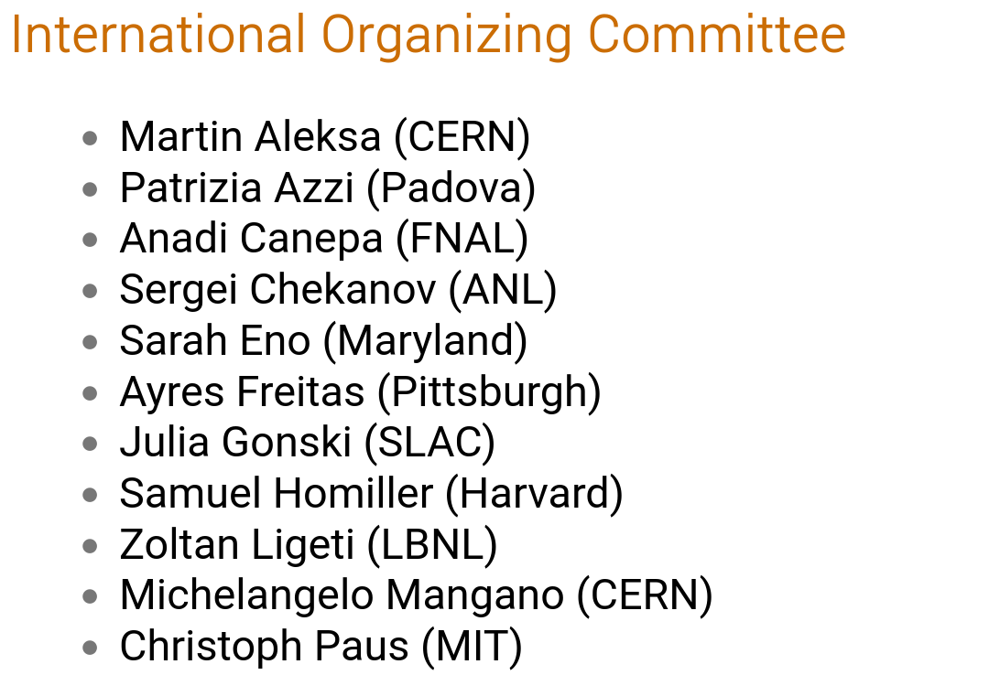 International Organizing Committee
Martin Aleksa (CERN)
Patrizia Azzi (Padova)
Anadi Canepa (FNAL)
Sergei Chekanov (ANL)
Sarah Eno (Maryland)
Ayres Freitas (Pittsburgh)
Julia Gonski (SLAC)
Samuel Homiller (Harvard)
Zoltan Ligeti (LBNL)
Michelangelo Mangano (CERN)
Christoph Paus (MIT)